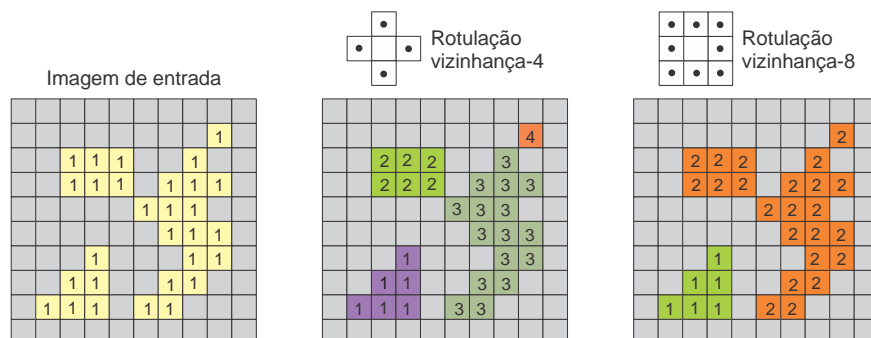 Imagem de entrada
1
1 1 1 1
1 1 1 1 1 1
1 1 1
1 1 1
1 1 1
1 1 1 1
1 1 1 1 1
Rotulação
vizinhança-4
4
2 2 2 3
2 2 2 3 3 3
3 3 3
3 3 3
1 3 3
1 1 3 3
1 1 1 3 3
Rotulação
vizinhança-8
2
2 2 2 2
2 2 2 2 2 2
2 2 2
2 2 2
1 2 2
1 1 2 2
1 1 1 2 2